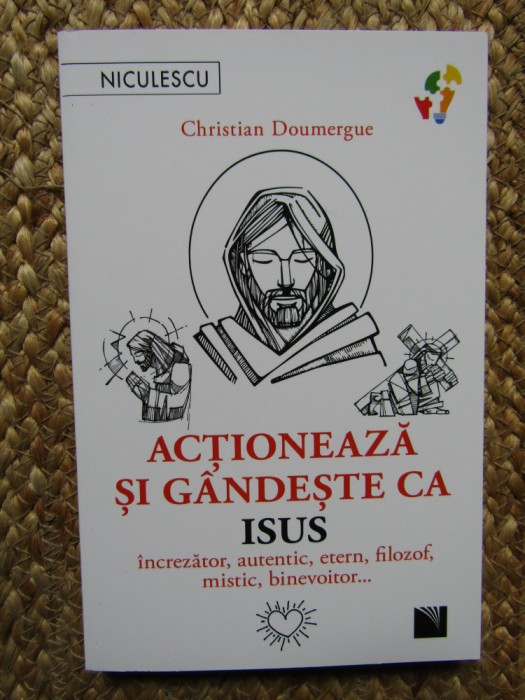 NICULESCU
Christian Doumergue
ACȚIONEAZĂ
ȘI GÂNDEȘTE CA
ISUS
încrezător, autentic, etern, filozof,
mistic, binevoitor...